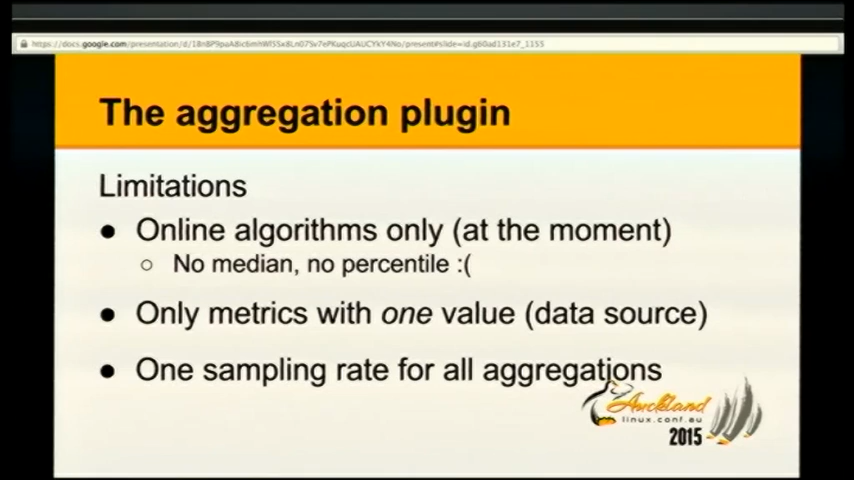 The aggregation plugin
Limitations
● Online algorithms only (at the moment)
○ No median, no percentile :(
● Only metrics with one value (data source)
● One sampling rate for all aggregations
Auckland
linux.conf.au
2015